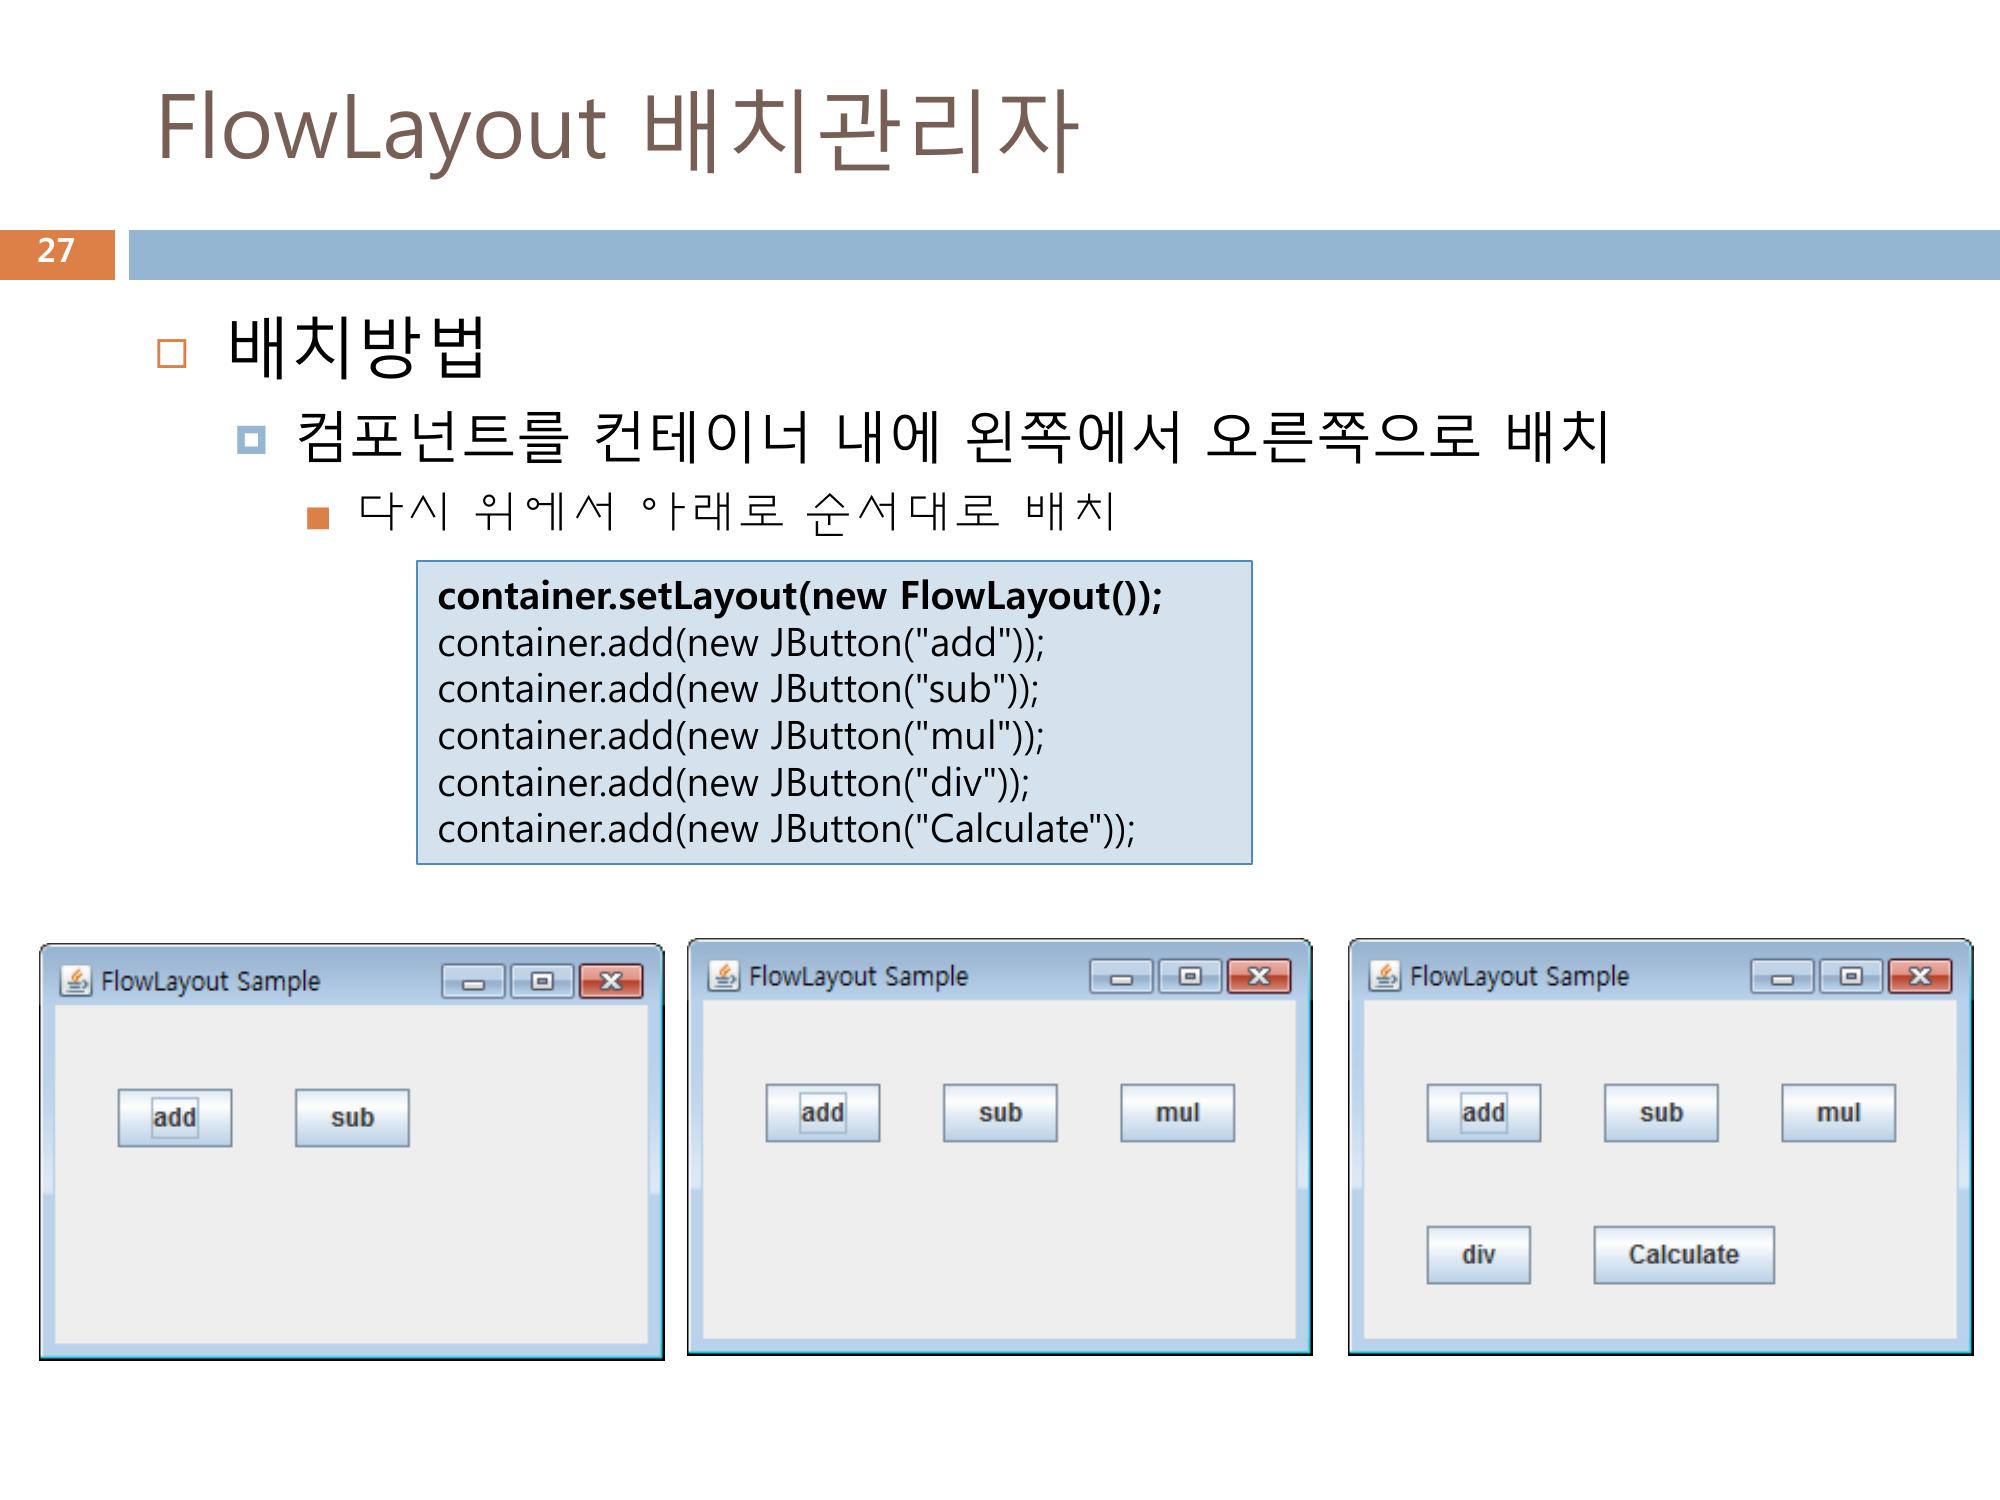 FlowLayout 배치관리자
27
배치방법
컴포넌트를 컨테이너 내에 왼쪽에서 오른쪽으로 배치
다시 위에서 아래로 순서대로 배치
container.setLayout(new FlowLayout());
container.add(new JButton("add"));
container.add(new JButton("sub"));
container.add(new JButton("mul"));
container.add(new JButton("div"));
container.add(new JButton("Calculate"));
FlowLayout Sample
add sub
FlowLayout Sample
add sub mul
FlowLayout Sample
add sub mul
div Calculate